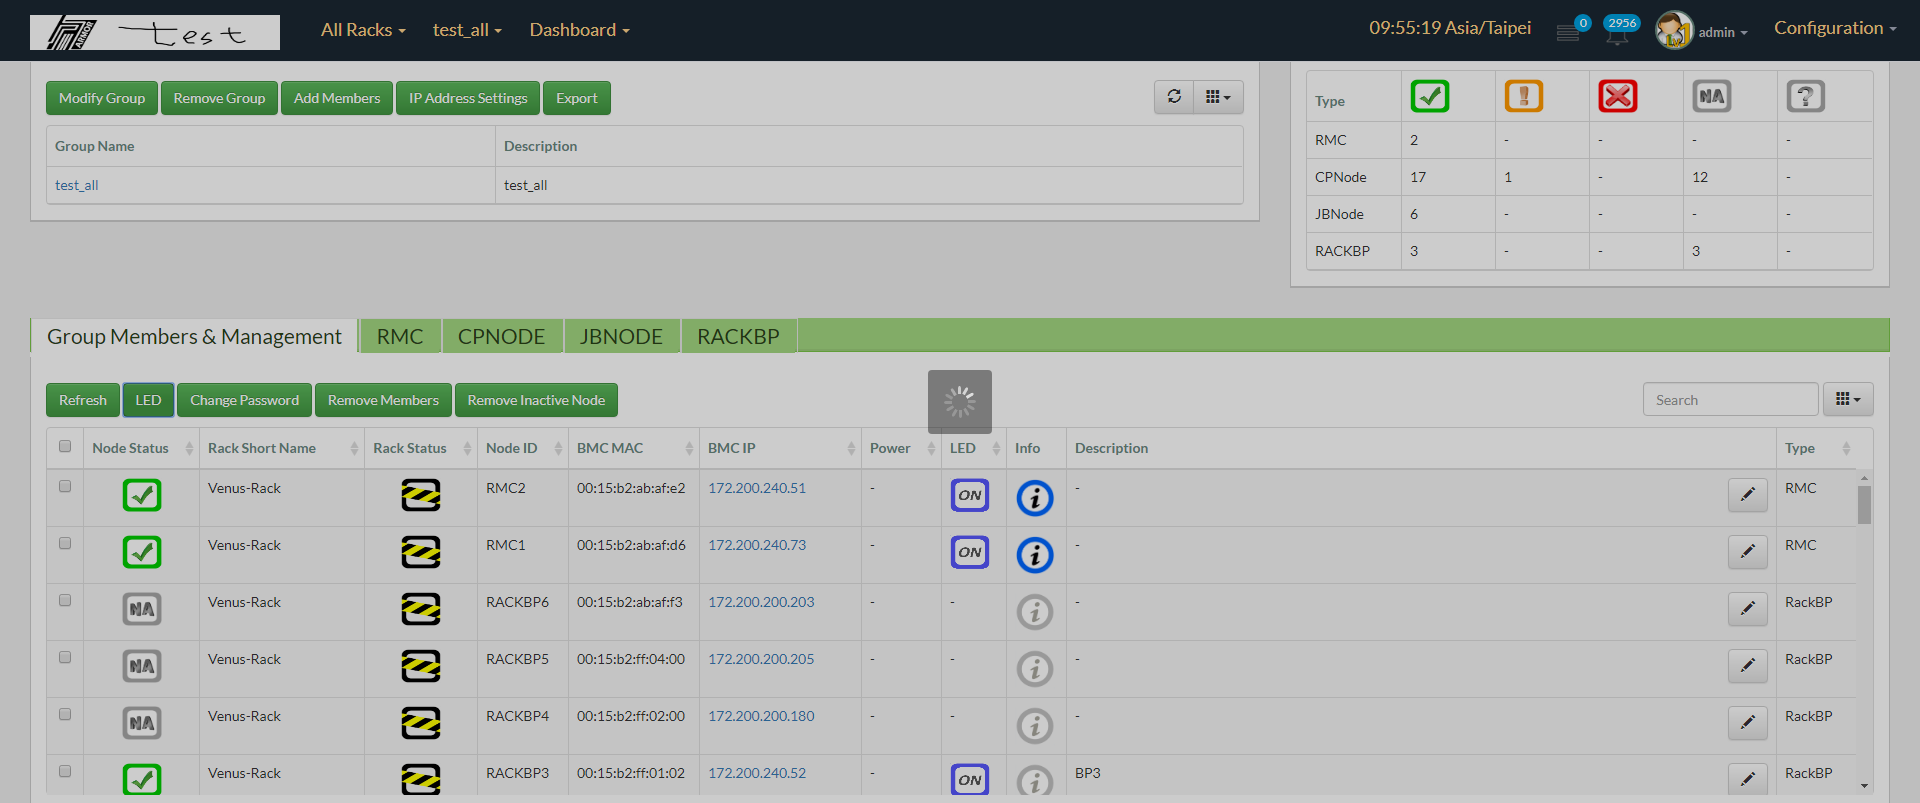 ARMOR test All Racks test_all Dashboard 09:55:19 Asia/Taipei 0 2956 admin Configuration
Modify Group Remove Group Add Members IP Address Settings Export
Group Name Description
test_all test_all
Type ! NA ?
RMC 2 - - - -
CPNode 17 1 - 12 -
JBNode 6 - - - -
RACKBP 3 - - 3 -
Group Members & Management RMC CPNODE JBNODE RACKBP
Refresh LED Change Password Remove Members Remove Inactive Node Search
Node Status Rack Short Name Rack Status Node ID BMC MAC BMC IP Power LED Info Description Type
Venus-Rack RMC2 00:15:b2:ab:af:e2 172.200.240.51 - ON i - RMC
Venus-Rack RMC1 00:15:b2:ab:af:d6 172.200.240.73 - ON i - RMC
NA Venus-Rack RACKBP6 00:15:b2:ab:af:f3 172.200.200.203 - - i - RackBP
NA Venus-Rack RACKBP5 00:15:b2:ff:04:00 172.200.200.205 - - i - RackBP
NA Venus-Rack RACKBP4 00:15:b2:ff:02:00 172.200.200.180 - - i - RackBP
Venus-Rack RACKBP3 00:15:b2:ff:01:02 172.200.240.52 - ON i BP3 RackBP